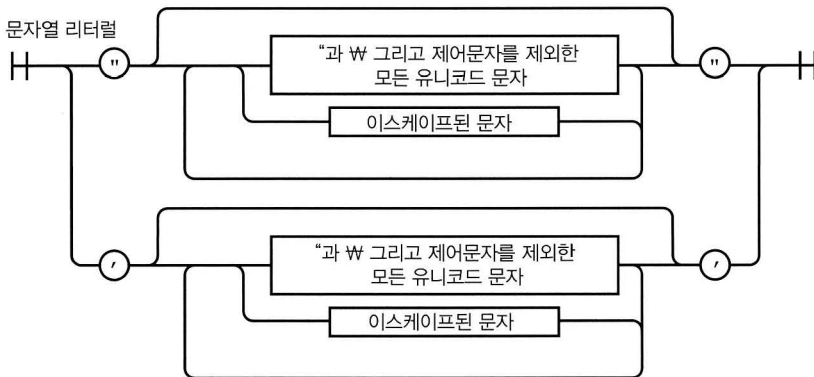 문자열 리터럴
"
“과 ₩ 그리고 제어문자를 제외한
모든 유니코드 문자
"
이스케이프된 문자
'
“과 ₩ 그리고 제어문자를 제외한
모든 유니코드 문자
'
이스케이프된 문자